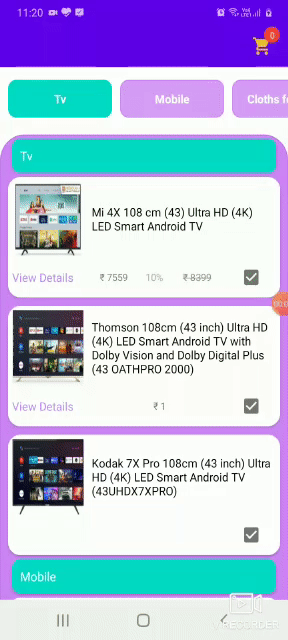 11:20
0
Tv
Mobile
Cloths f
Tv
Mi 4X 108 cm (43) Ultra HD (4K)
LED Smart Android TV
View Details
₹ 7559
10%
₹ 8399
Thomson 108cm (43 inch) Ultra HD
(4K) LED Smart Android TV with
Dolby Vision and Dolby Digital Plus
(43 OATHPRO 2000)
View Details
₹ 1
Kodak 7X Pro 108cm (43 inch) Ultra
HD (4K) LED Smart Android TV
(43UHDX7XPRO)
Mobile
RECORDER